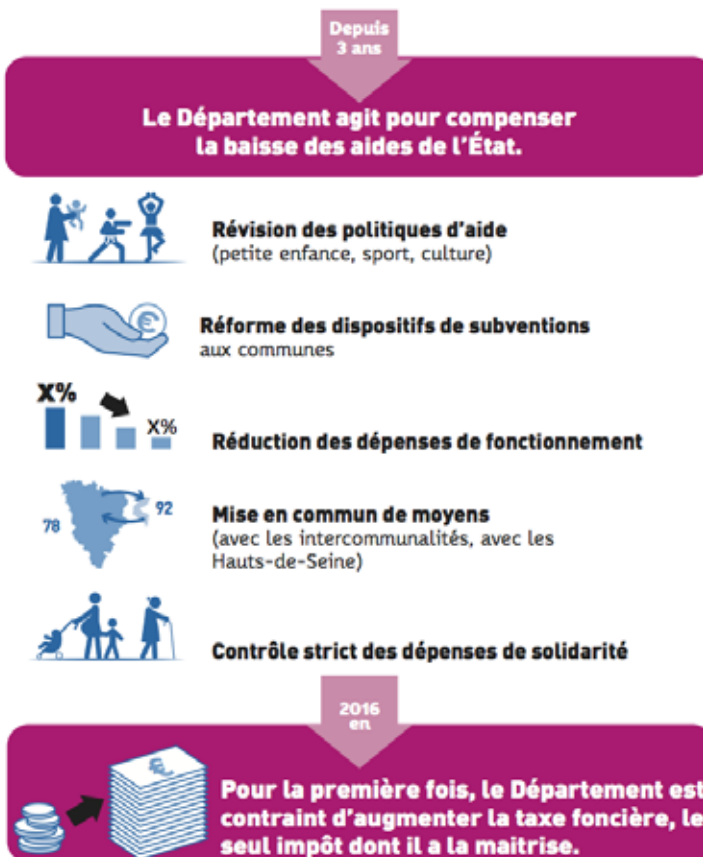 Depuis
3 ans
Le Département agit pour compenser
la baisse des aides de l'État.
Révision des politiques d'aide
(petite enfance, sport, culture)
€
Réforme des dispositifs de subventions
aux communes
X%
X%
Réduction des dépenses de fonctionnement
78
92
Mise en commun de moyens
(avec les intercommunalités, avec les
Hauts-de-Seine)
Contrôle strict des dépenses de solidarité
2016
en
€
Pour la première fois, le Département est
contraint d'augmenter la taxe foncière, le
seul impôt dont il a la maitrise.